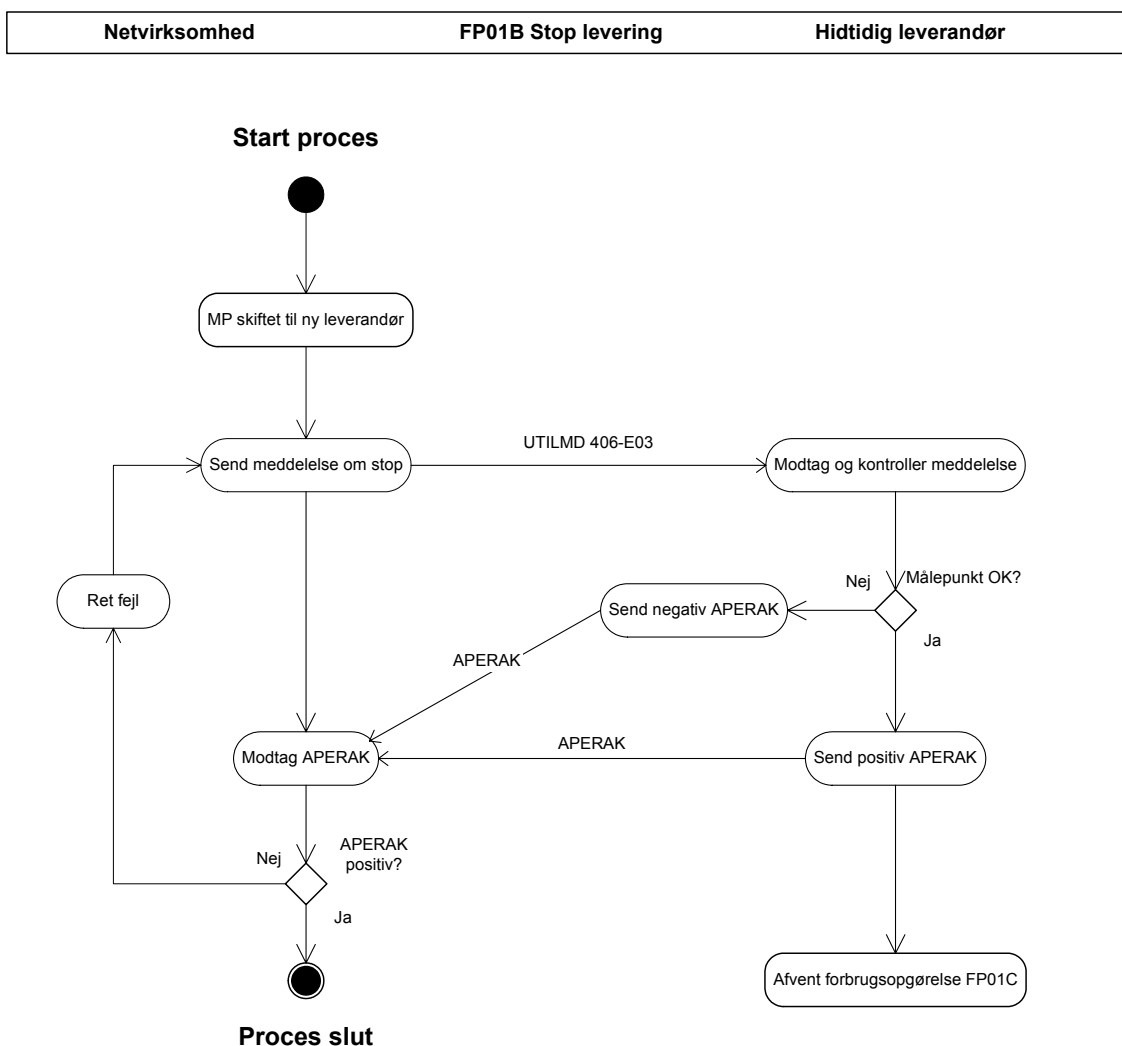 Netvirksomhed FP01B Stop levering Hidtidig leverandør
Start proces
MP skiftet til ny leverandør
UTILMD 406-E03
Send meddelelse om stop
Modtag og kontroller meddelelse
Ret fejl
Nej
Målepunkt OK?
Send negativ APERAK
Ja
APERAK
APERAK
Modtag APERAK
Send positiv APERAK
Nej
APERAK
positiv?
Ja
Afvent forbrugsopgørelse FP01C
Proces slut